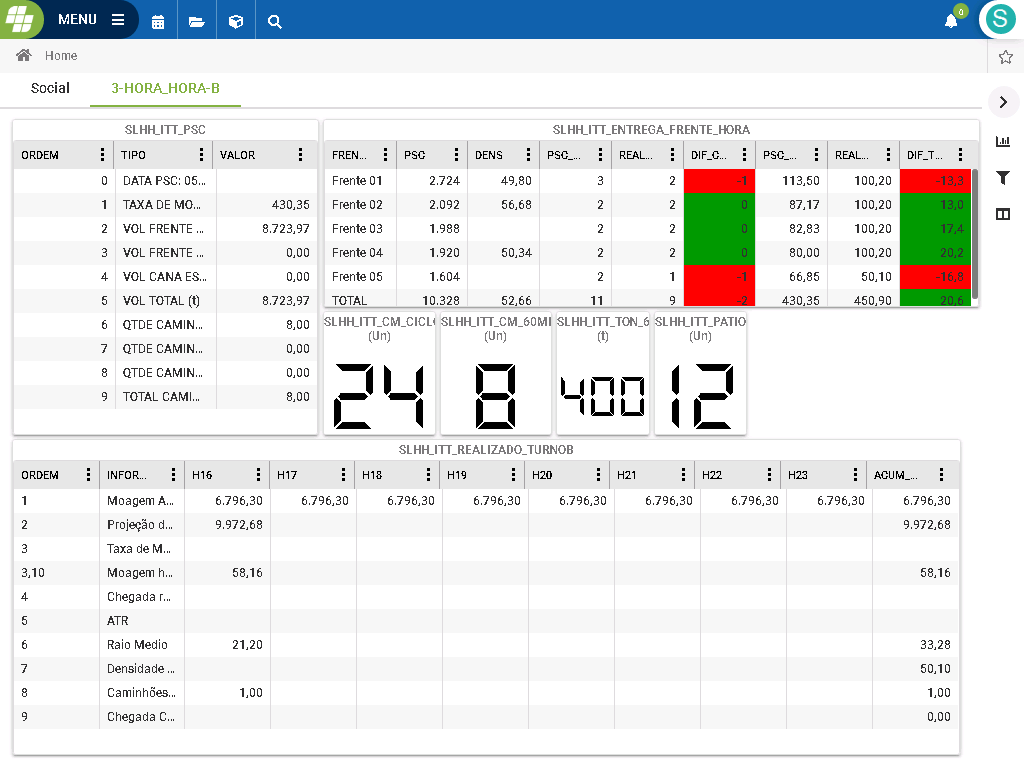 MENU
0
S
Home
Social 3-HORA_HORA-B
SLHH_ITT_PSC
ORDEM TIPO VALOR
0 DATA PSC: 05...
1 TAXA DE MO... 430,35
2 VOL FRENTE ... 8.723,97
3 VOL FRENTE ... 0,00
4 VOL CANA ES... 0,00
5 VOL TOTAL (t) 8.723,97
6 QTDE CAMIN... 8,00
7 QTDE CAMIN... 0,00
8 QTDE CAMIN... 0,00
9 TOTAL CAMI... 8,00
SLHH_ITT_ENTREGA_FRENTE_HORA
FREN... PSC DENS PSC_... REAL... DIF_C... PSC_... REAL... DIF_T...
Frente 01 2.724 49,80 3 2 -1 113,50 100,20 -13,3
Frente 02 2.092 56,68 2 2 0 87,17 100,20 13,0
Frente 03 1.988 2 2 0 82,83 100,20 17,4
Frente 04 1.920 50,34 2 2 0 80,00 100,20 20,2
Frente 05 1.604 2 1 -1 66,85 50,10 -16,8
TOTAL 10.328 52,66 11 9 -2 430,35 450,90 20,6
SLHH_ITT_CM_CICL
(Un)
24
SLHH_ITT_CM_60MI
(Un)
8
SLHH_ITT_TON_6
(t)
400
SLHH_ITT_PATIO
(Un)
12
SLHH_ITT_REALIZADO_TURNOB
ORDEM INFOR... H16 H17 H18 H19 H20 H21 H22 H23 ACUM_...
1 Moagem A... 6.796,30 6.796,30 6.796,30 6.796,30 6.796,30 6.796,30 6.796,30 6.796,30 6.796,30
2 Projeção d... 9.972,68 9.972,68
3 Taxa de M...
3,10 Moagem h... 58,16 58,16
4 Chegada r...
5 ATR
6 Raio Medio 21,20 33,28
7 Densidade ... 50,10
8 Caminhões... 1,00 1,00
9 Chegada C... 0,00